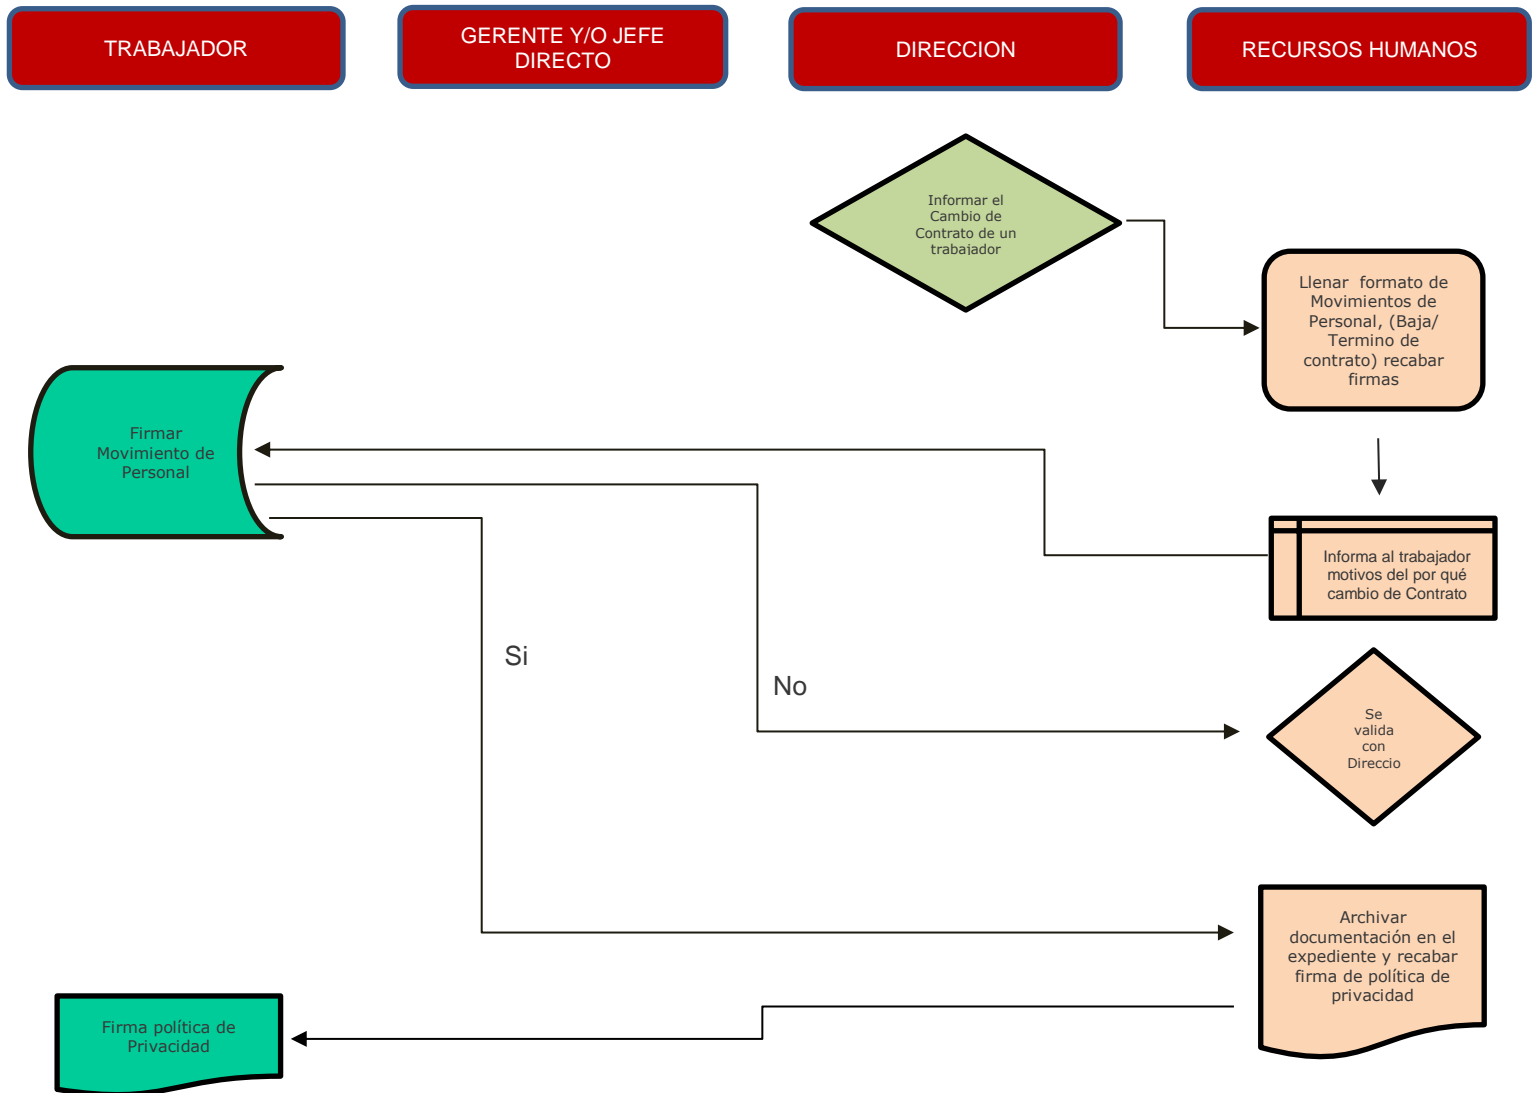 TRABAJADOR
GERENTE Y/O JEFE
DIRECTO
DIRECCION
RECURSOS HUMANOS
Informar el
Cambio de
Contrato de un
trabajador
Llenar formato de
Movimientos de
Personal, (Baja/
Termino de
contrato) recabar
firmas
Firmar
Movimiento de
Personal
Informa al trabajador
motivos del por qué
cambio de Contrato
Si
No
Se
valida
con
Direccio
Archivar
documentación en el
expediente y recabar
firma de política de
privacidad
Firma política de
Privacidad